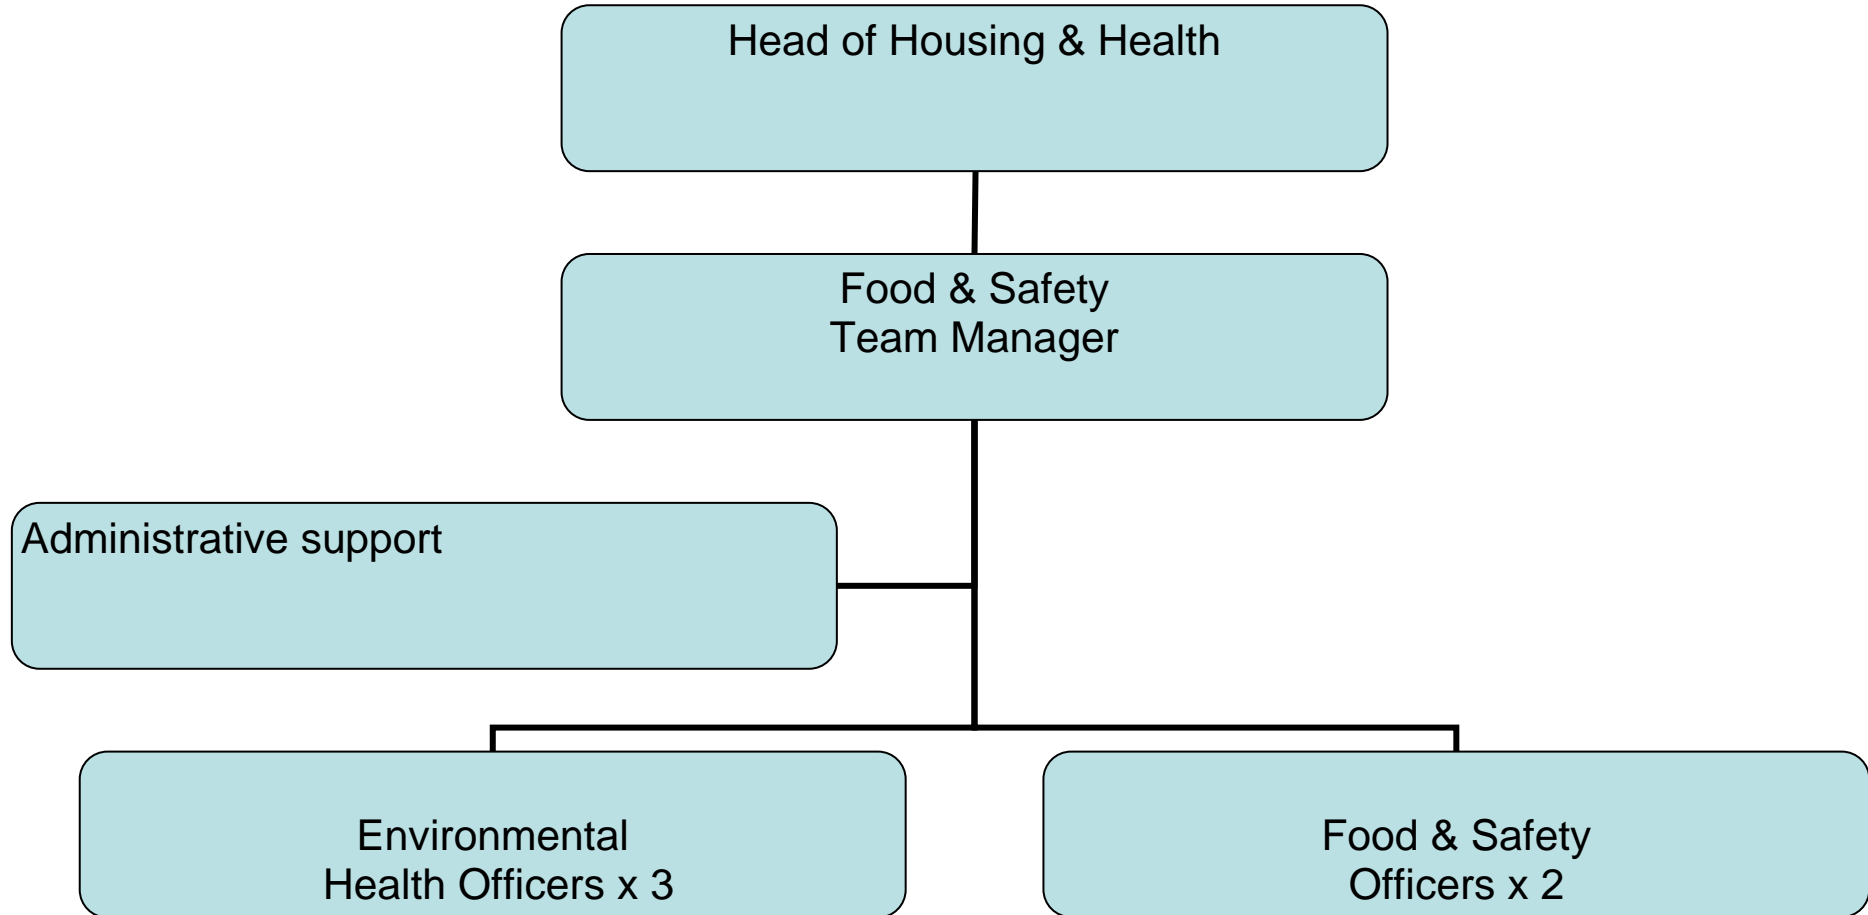 Head of Housing & Health
Food & Safety
Team Manager
Administrative support
Environmental
Health Officers x 3
Food & Safety
Officers x 2